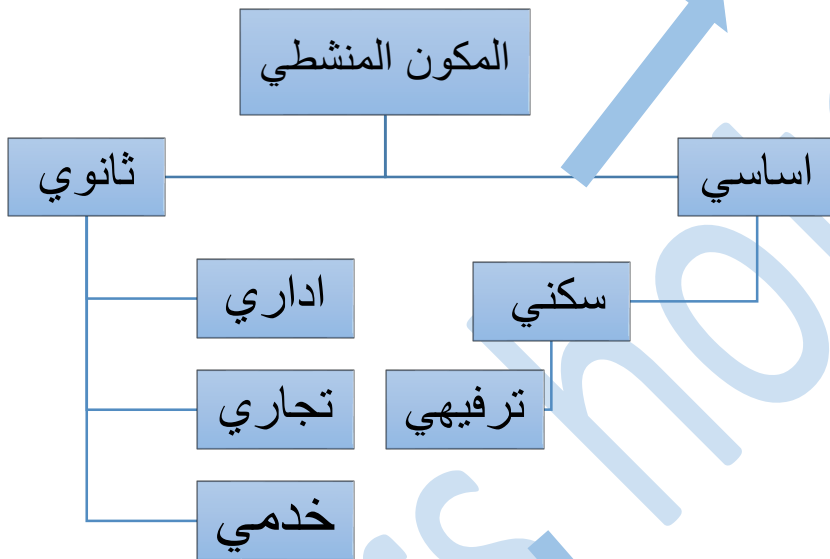 المكون المنشطي
اساسي
ثانوي
سكني
اداري
ترفيهي
تجاري
خدمي